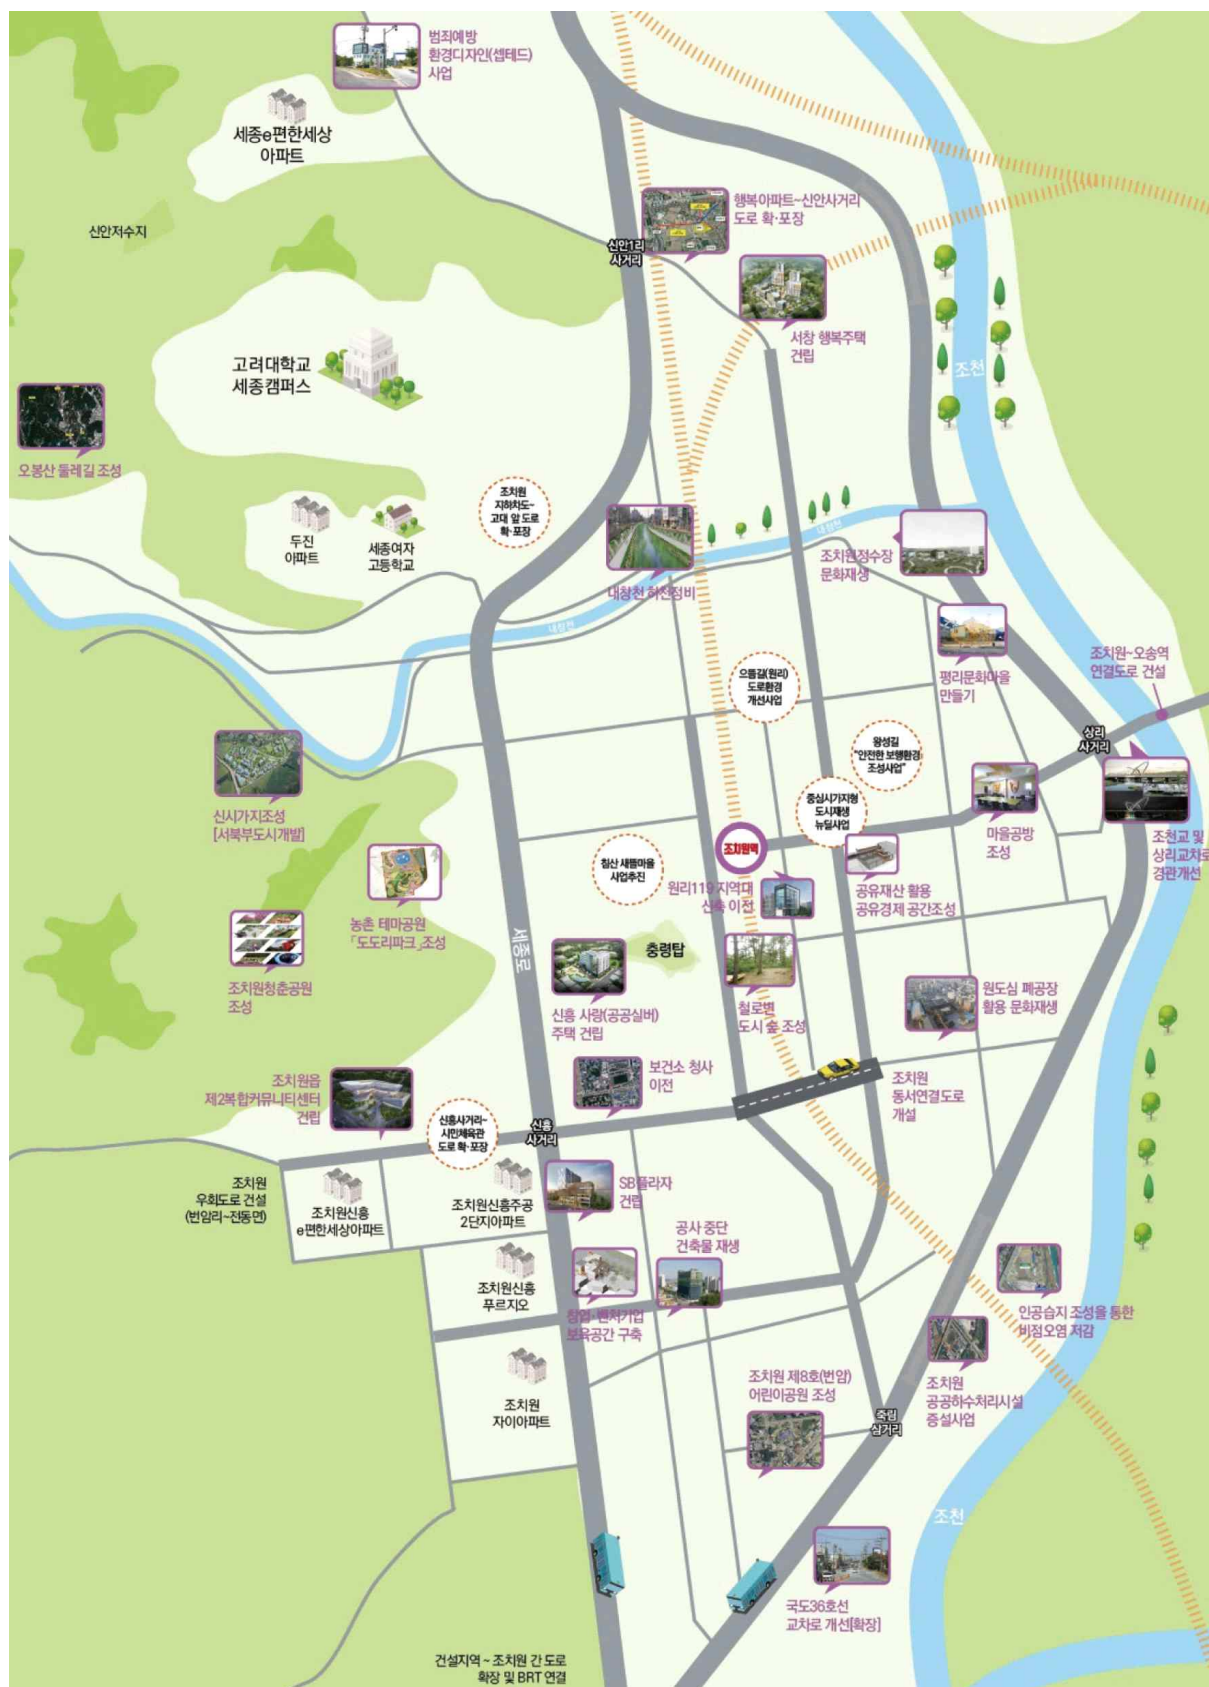 범죄예방
환경디자인(셉테드)
사업
세종e편한세상
아파트
신안저수지
행복아파트~신안사거리
도로 확·포장
신안1리
사거리
서창 행복주택
건립
고려대학교
세종캠퍼스
조천
오봉산 둘레길 조성
조치원
지하차도~
고대 앞 도로
확·포장
두진
아파트
세종여자
고등학교
내창천
조치원정수장
문화재생
내창천 하천정비
내창천
평리문화마을
만들기
조치원~오송역
연결도로 건설
으뜸길(원리)
도로환경
개선사업
왕성길
"안전한 보행환경
조성사업"
상리
사거리
신시가지조성
[서북부도시개발]
중심시가지형
도시재생
뉴딜사업
마을공방
조성
조천교 및
상리교차로
경관개선
조치원역
침산 새뜰마을
사업추진
원리119 지역대
신축 이전
공유재산 활용
공유경제 공간조성
농촌 테마공원
「도도리파크」조성
세종로
충령탑
조치원청춘공원
조성
신흥 사랑(공공실버)
주택 건립
철로변
도시 숲 조성
원도심 폐공장
활용 문화재생
보건소 청사
이전
조치원
동서연결도로
개설
조치원읍
제2복합커뮤니티센터
건립
신흥사거리~
시민체육관
도로 확·포장
신흥
사거리
조치원
우회도로 건설
(번암리~전동면)
조치원신흥
e편한세상아파트
조치원신흥주공
2단지아파트
SB플라자
건립
공사 중단
건축물 재생
조치원신흥
푸르지오
창업·벤처기업
보육공간 구축
인공습지 조성을 통한
비점오염 저감
조치원
자이아파트
조치원 제8호(번암)
어린이공원 조성
조치원
공공하수처리시설
증설사업
죽림
삼거리
조천
국도36호선
교차로 개선[확장]
건설지역 ~ 조치원 간 도로
확장 및 BRT 연결